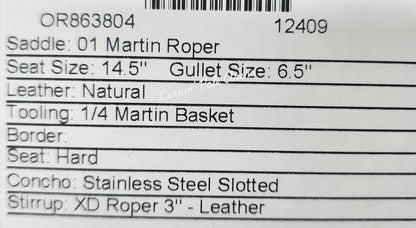 OR863804 12409
Saddle: 01 Martin Roper
Seat Size: 14.5" Gullet Size: 6.5"
Leather: Natural
Tooling: 1/4 Martin Basket
Border:
Seat: Hard
Concho: Stainless Steel Slotted
Stirrup: XD Roper 3" - Leather